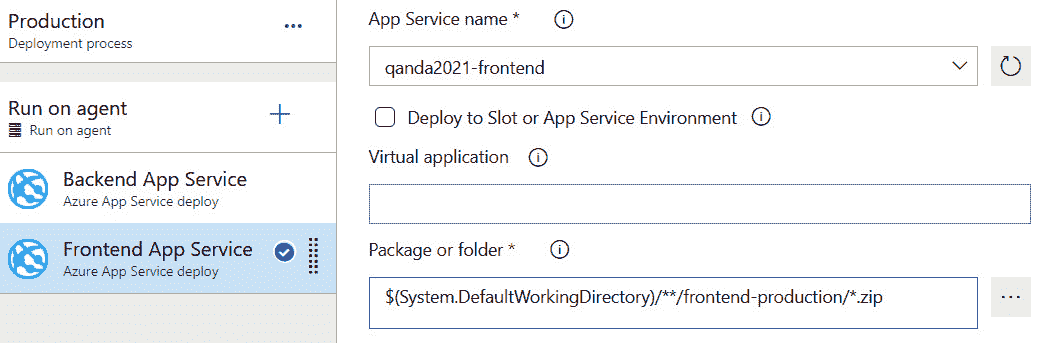 Production
Deployment process
Run on agent
Run on agent
Backend App Service
Azure App Service deploy
Frontend App Service
Azure App Service deploy
App Service name *
qanda2021-frontend
Deploy to Slot or App Service Environment
Virtual application
Package or folder *
$(System.DefaultWorkingDirectory)/**/frontend-production/*.zip